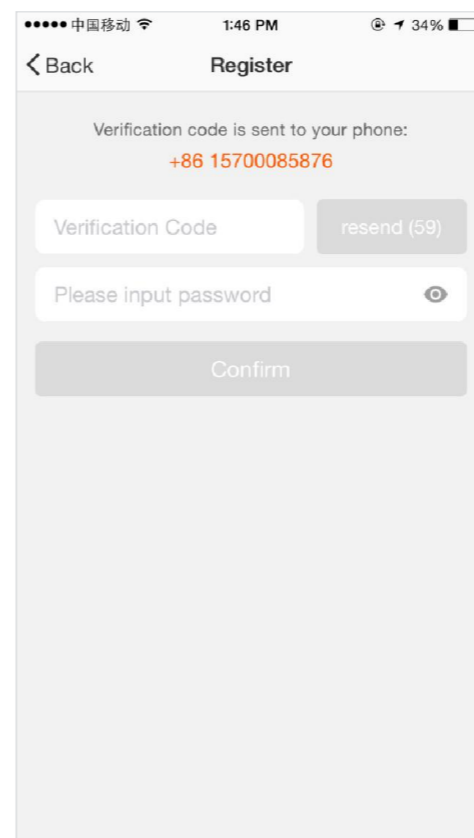 中国移动 1:46 PM 34%
Back Register
Verification code is sent to your phone:
+86 15700085876
Verification Code resend (59)
Please input password
Confirm